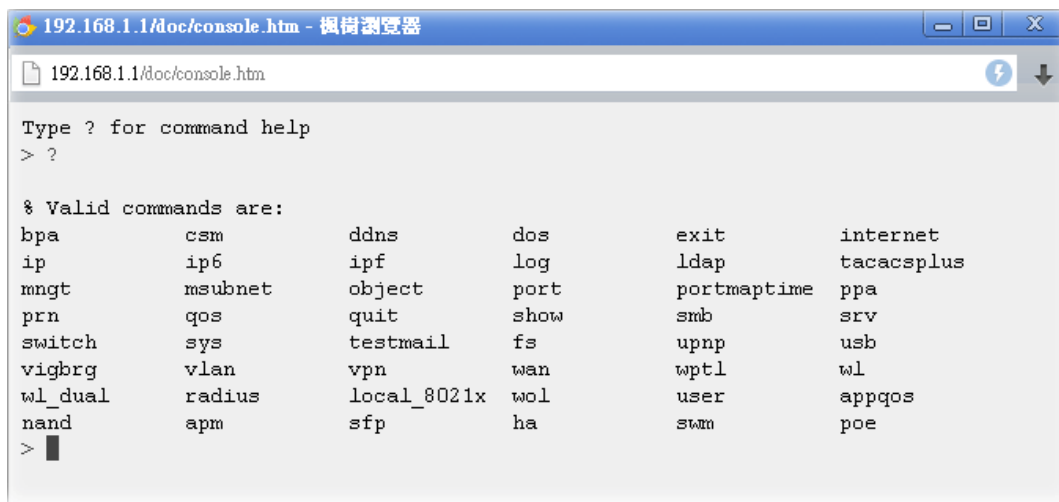 192.168.1.1/doc/console.htm - 楓樹瀏覽器
192.168.1.1/doc/console.htm
Type ? for command help
> ?
% Valid commands are:
bpa csm ddns dos exit internet
ip ip6 ipf log ldap tacacsplus
mngt msubnet object port portmaptime ppa
prn qos quit show smb srv
switch sys testmail fs upnp usb
vigbrg vlan vpn wan wptl wl
wl_dual radius local_8021x wol user appqos
nand apm sfp ha swm poe
>